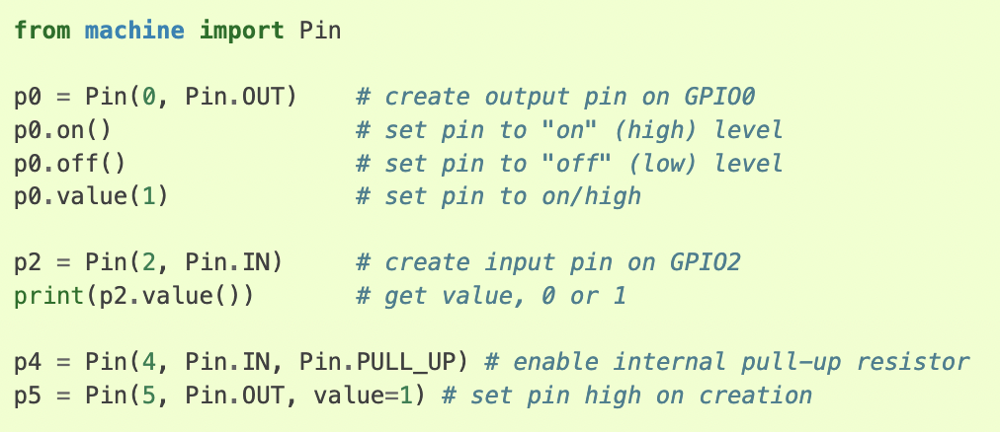 from machine import Pin

p0 = Pin(0, Pin.OUT)    # create output pin on GPIO0
p0.on()                 # set pin to "on" (high) level
p0.off()                # set pin to "off" (low) level
p0.value(1)             # set pin to on/high

p2 = Pin(2, Pin.IN)     # create input pin on GPIO2
print(p2.value())       # get value, 0 or 1

p4 = Pin(4, Pin.IN, Pin.PULL_UP) # enable internal pull-up resistor
p5 = Pin(5, Pin.OUT, value=1) # set pin high on creation